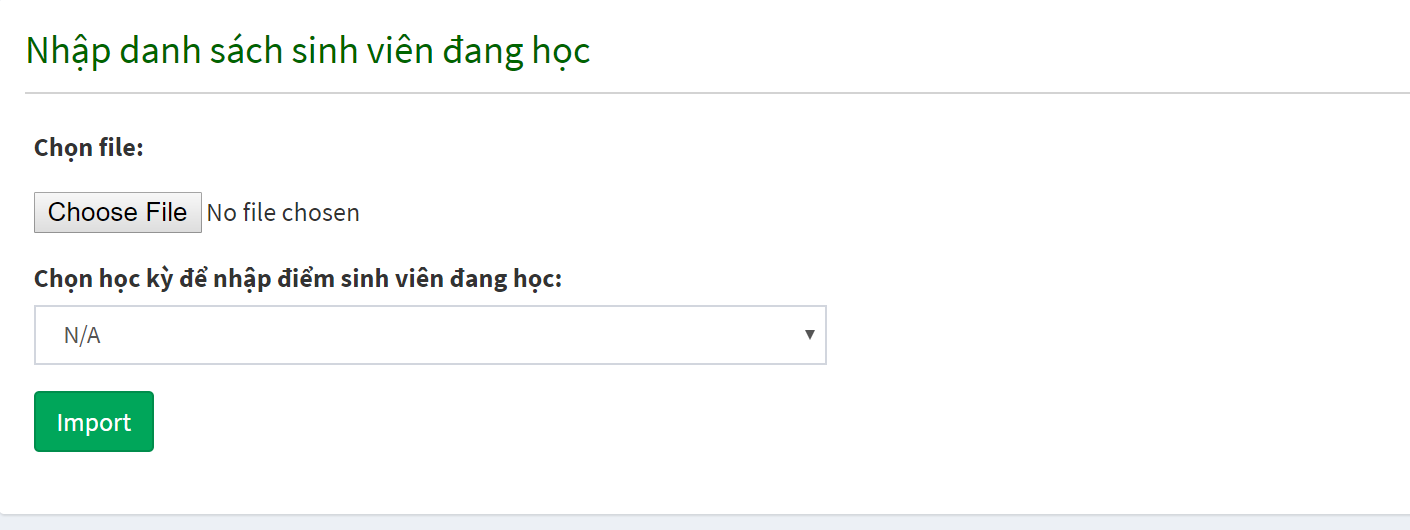 Nhập danh sách sinh viên đang học
Chọn file:
Choose File No file chosen
Chọn học kỳ để nhập điểm sinh viên đang học:
N/A
Import